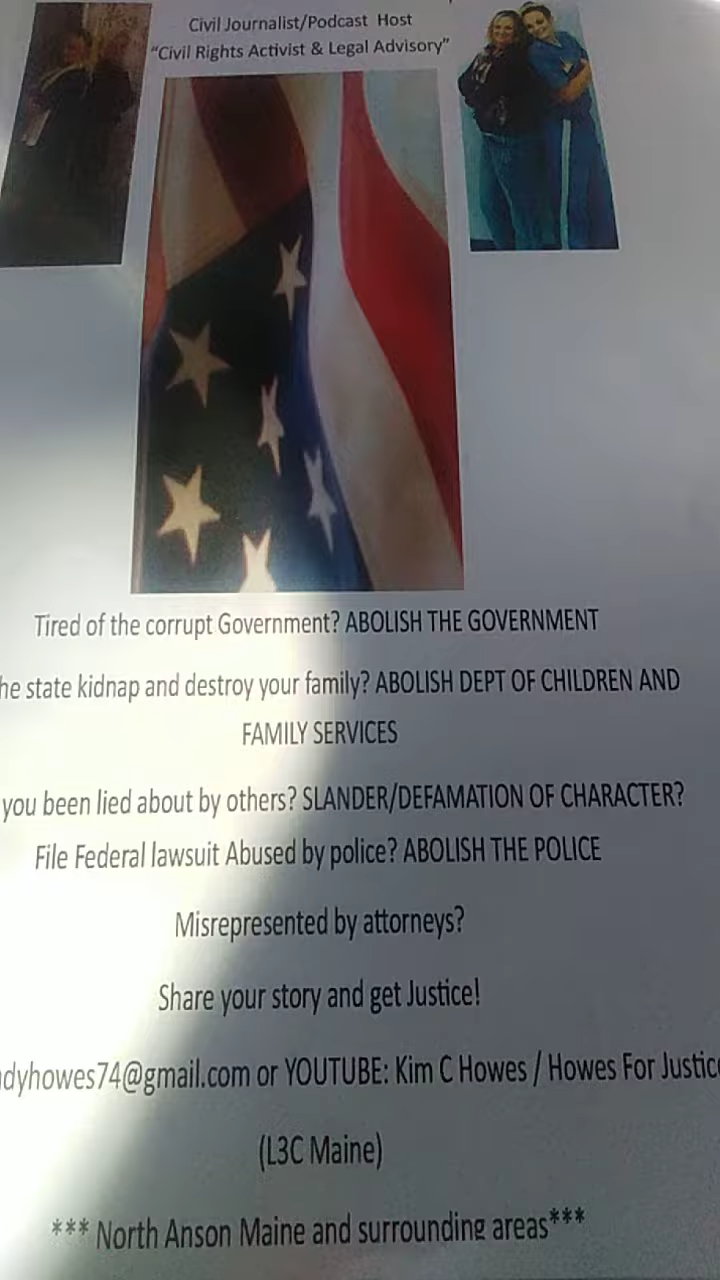 Civil Journalist/Podcast Host
"Civil Rights Activist & Legal Advisory"
Tired of the corrupt Government? ABOLISH THE GOVERNMENT
he state kidnap and destroy your family? ABOLISH DEPT OF CHILDREN AND
FAMILY SERVICES
you been lied about by others? SLANDER/DEFAMATION OF CHARACTER?
File Federal lawsuit Abused by police? ABOLISH THE POLICE
Misrepresented by attorneys?
Share your story and get Justice!
dyhowes74@gmail.com or YOUTUBE: Kim C Howes / Howes For Justic
(L3C Maine)
*** North Anson Maine and surrounding areas***